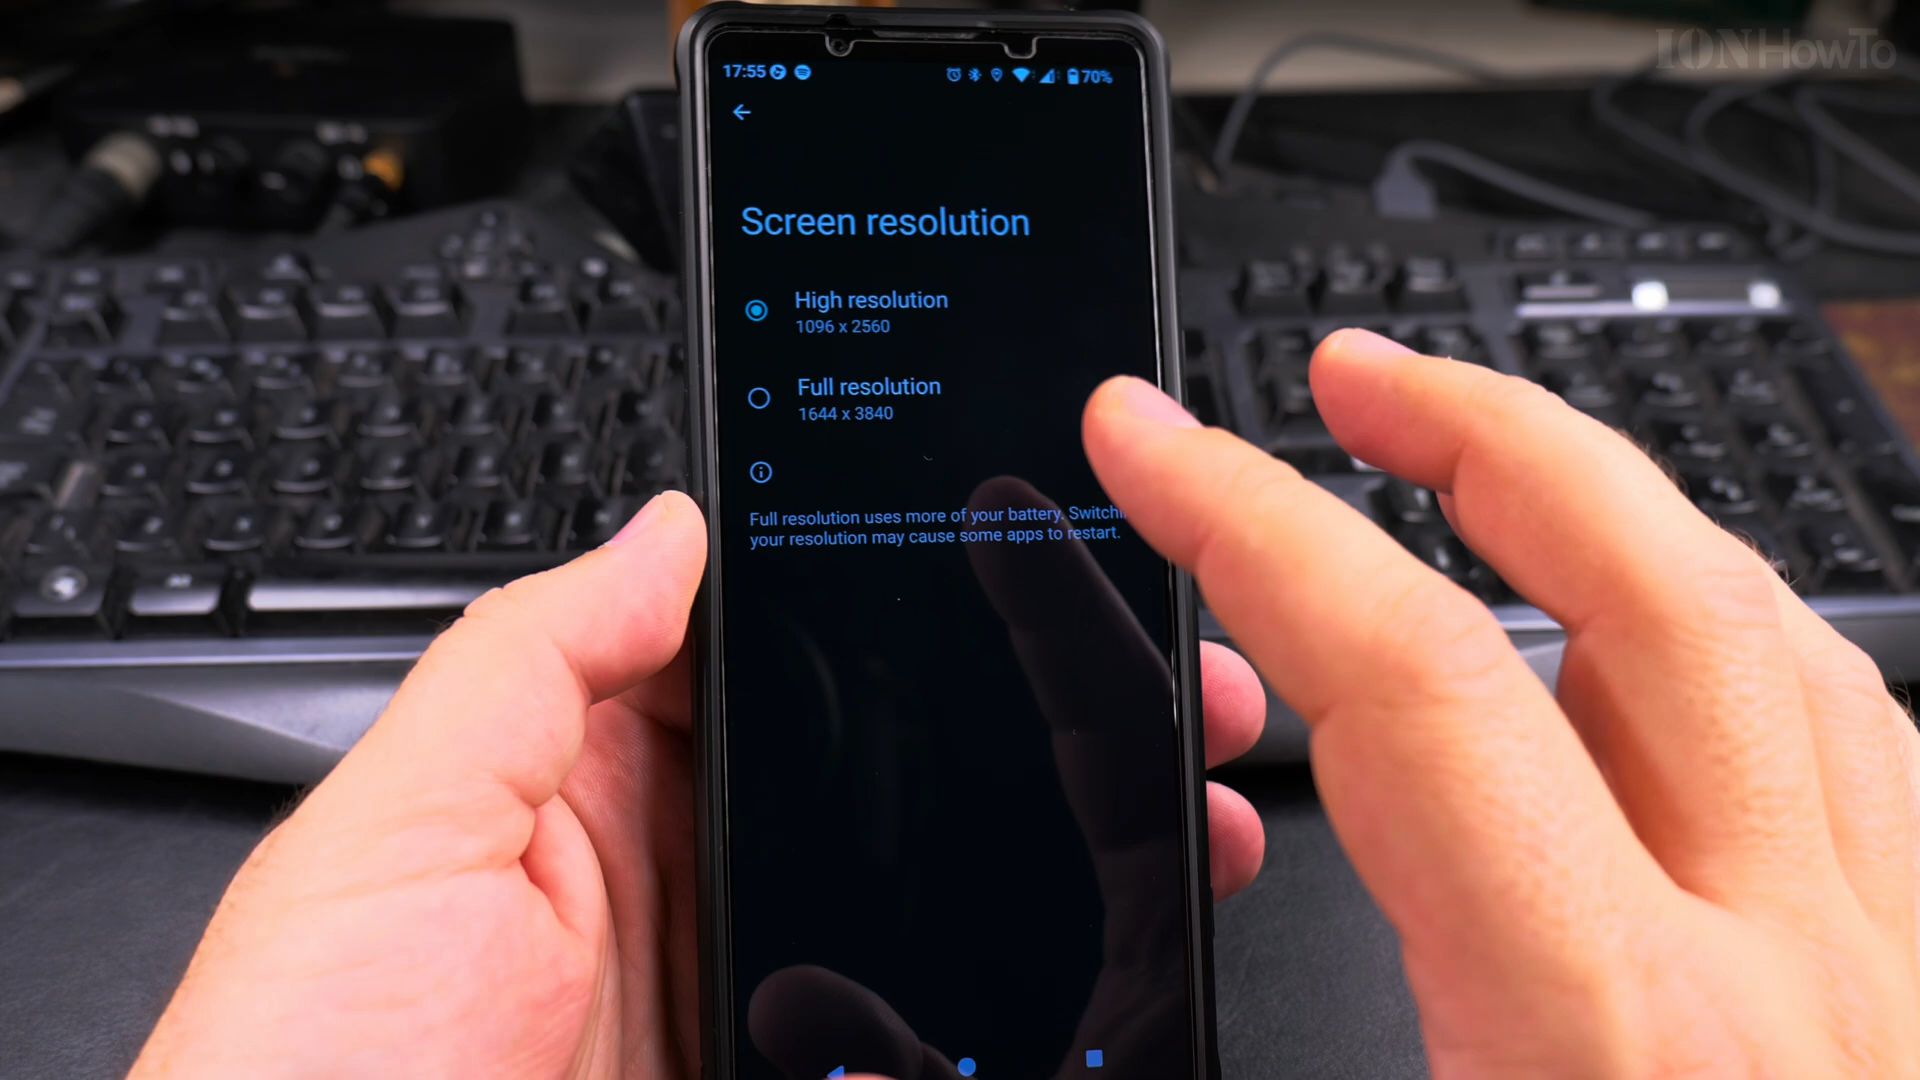 IONHowTo
17:55
70%
Screen resolution
High resolution
1096 x 2560
Full resolution
1644 x 3840
Full resolution uses more of your battery.
your resolution may cause some apps to restart.